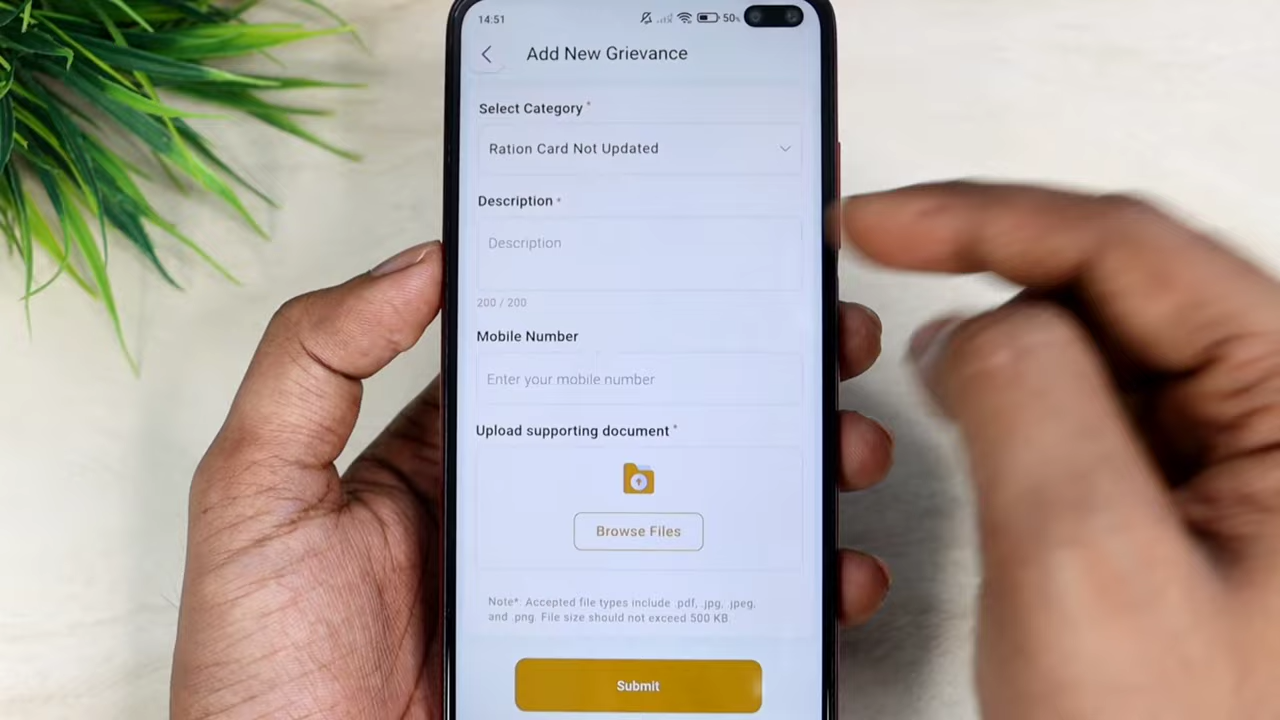 14:51
50%
Add New Grievance
Select Category *
Ration Card Not Updated
Description *
Description
200 / 200
Mobile Number
Enter your mobile number
Upload supporting document *
Browse Files
Note*. Accepted file types include .pdf, .jpg, .jpeg,
and .png. File size should not exceed 500 KB.
Submit